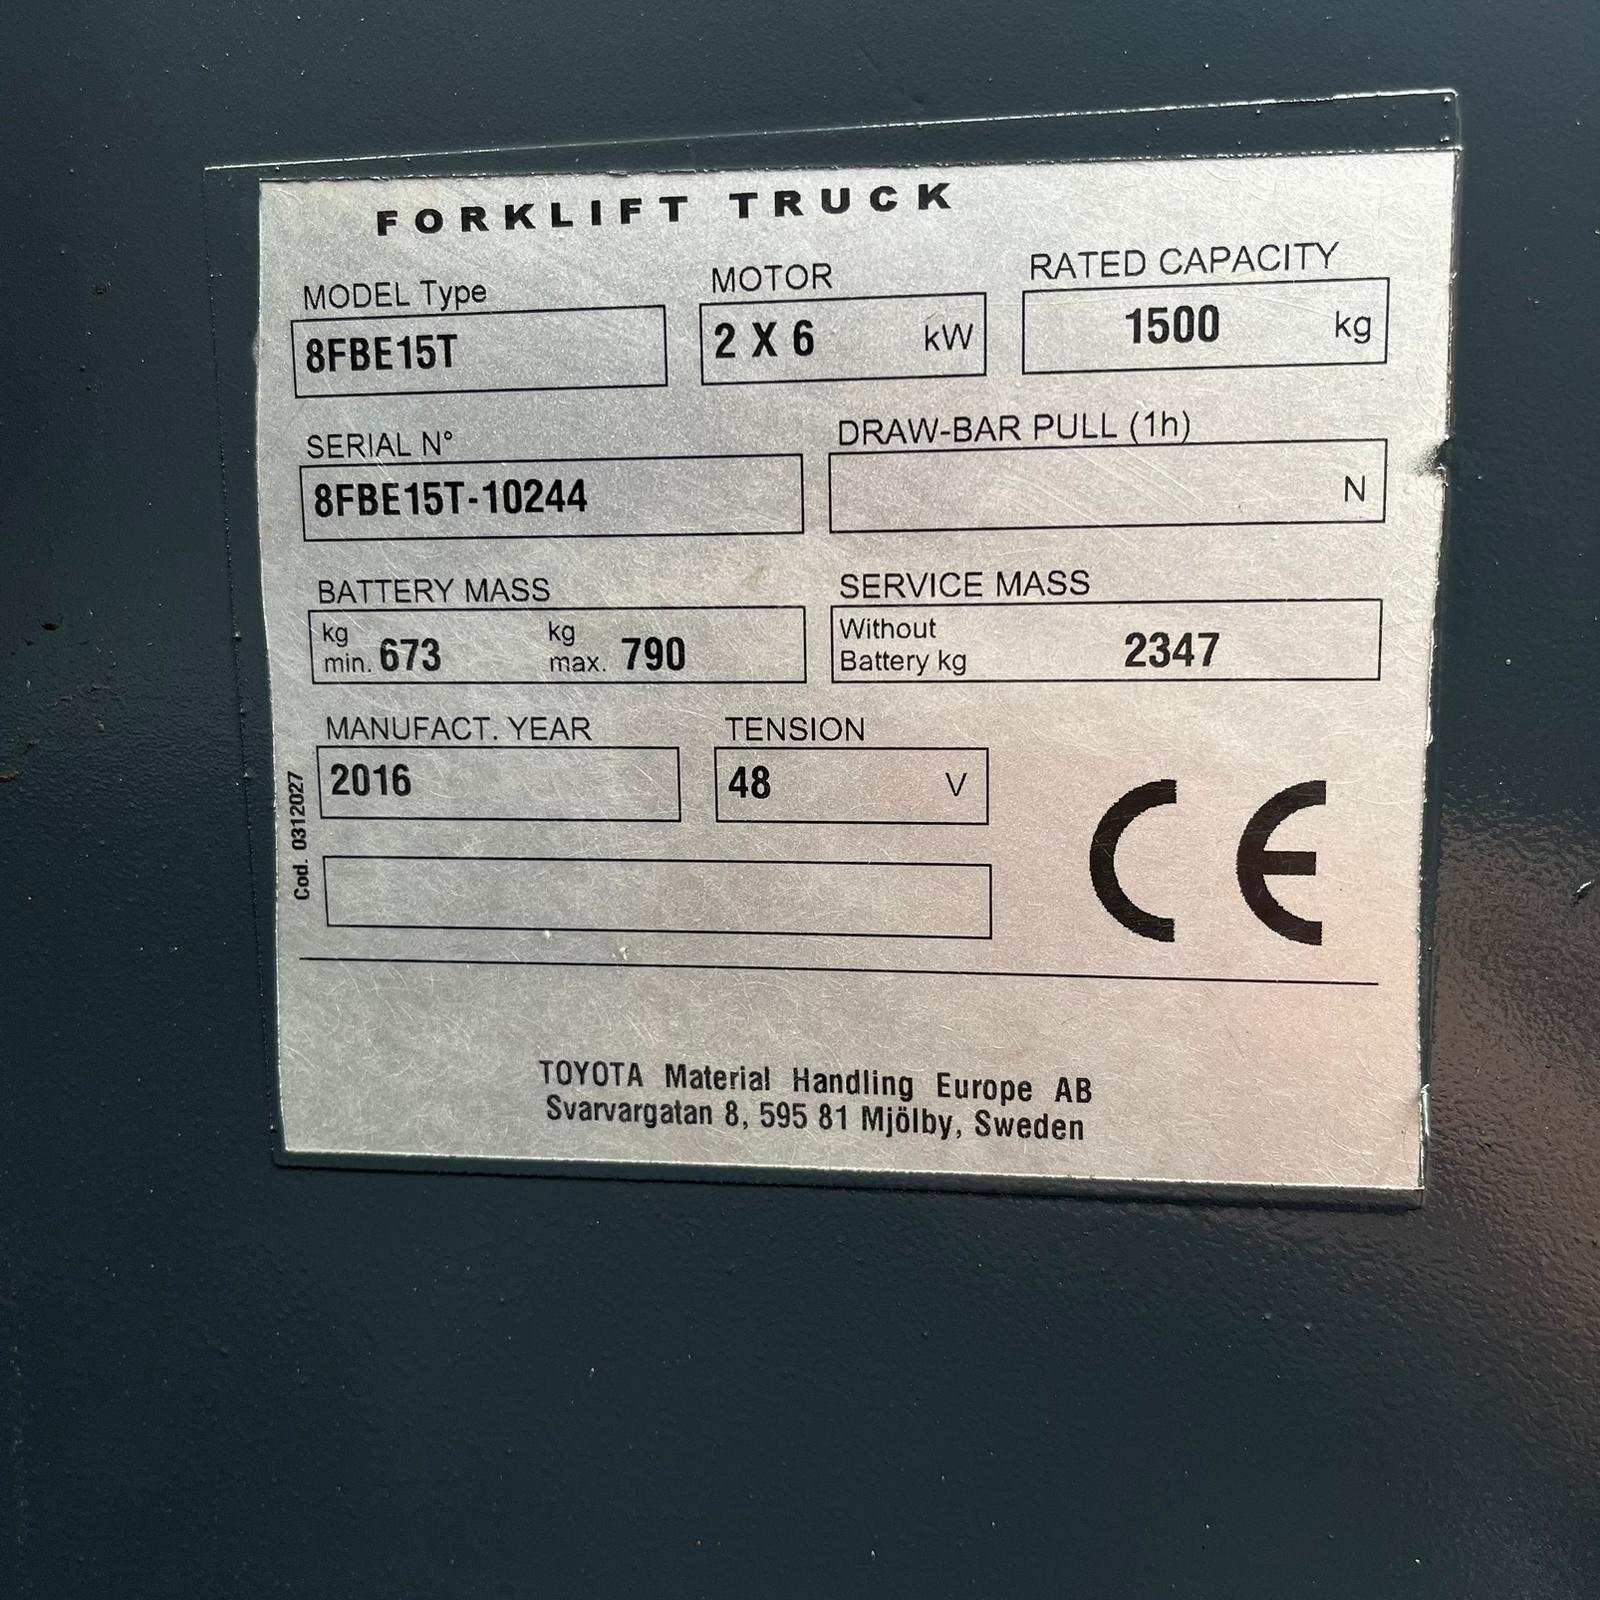 FORKLIFT TRUCK
MODEL Type
MOTOR
RATED CAPACITY
8FBE15T
2 X 6 kW
1500 kg
SERIAL N°
DRAW-BAR PULL (1h)
8FBE15T-10244
N
BATTERY MASS
SERVICE MASS
kg min. 673 kg max. 790
Without
Battery kg 2347
MANUFACT. YEAR
TENSION
2016
48 V
Cod. 0312027
CE
TOYOTA Material Handling Europe AB
Svarvargatan 8, 595 81 Mjölby, Sweden